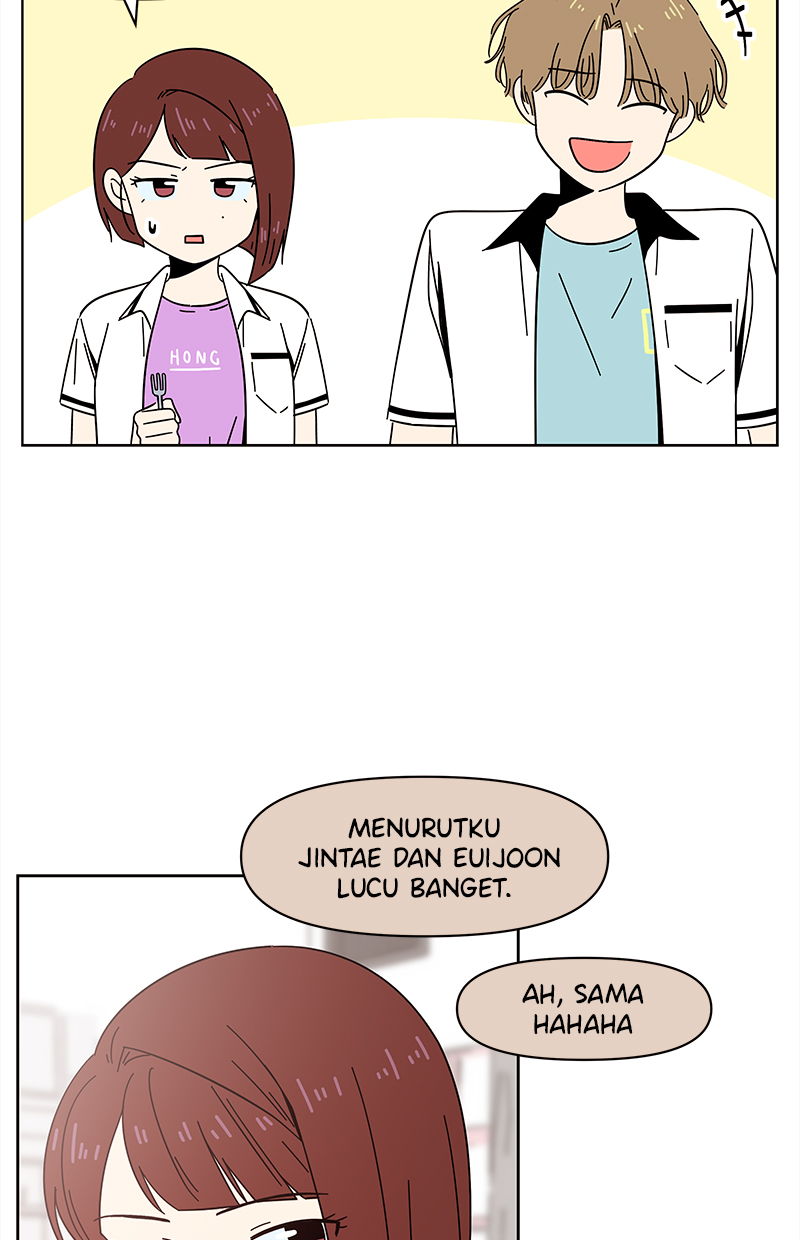 HONG
MENURUTKU
JINTAE DAN EUIJOON
LUCU BANGET.
AH, SAMA
HAHAHA